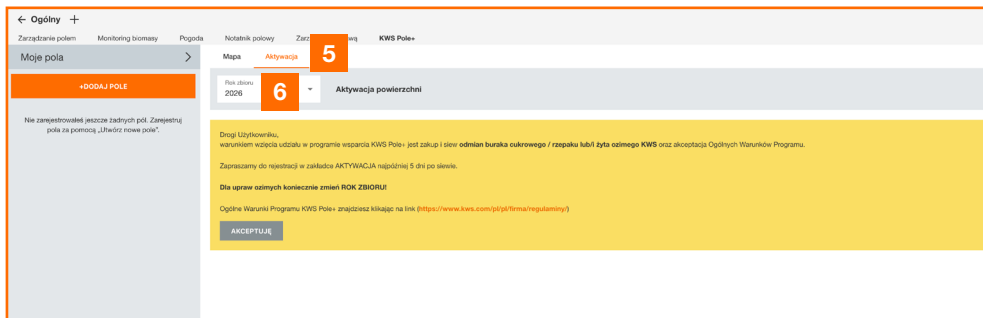 ← Ogólny +
Zarządzanie polem Monitoring biomasy Pogoda Notatnik polowy Zarz wą KWS Pole+
Moje pola >
Mapa Aktywacja 5
+DODAJ POLE
Nie zarejestrowałeś jeszcze żadnych pól. Zarejestruj
pola za pomocą „Utwórz nowe pole".
Rok zbioru
2026 6 Aktywacja powierzchni
Drogi Użytkowniku,
warunkiem wzięcia udziału w programie wsparcia KWS Pole+ jest zakup i siew odmian buraka cukrowego / rzepaku lub/i żyta ozimego KWS oraz akceptacja Ogólnych Warunków Programu.
Zapraszamy do rejestracji w zakładce AKTYWACJA najpóźniej 5 dni po siewie.
Dla upraw ozimych koniecznie zmień ROK ZBIORU!
Ogólne Warunki Programu KWS Pole+ znajdziesz klikając na link (https://www.kws.com/pl/pl/firma/regulaminy/)
AKCEPTUJĘ